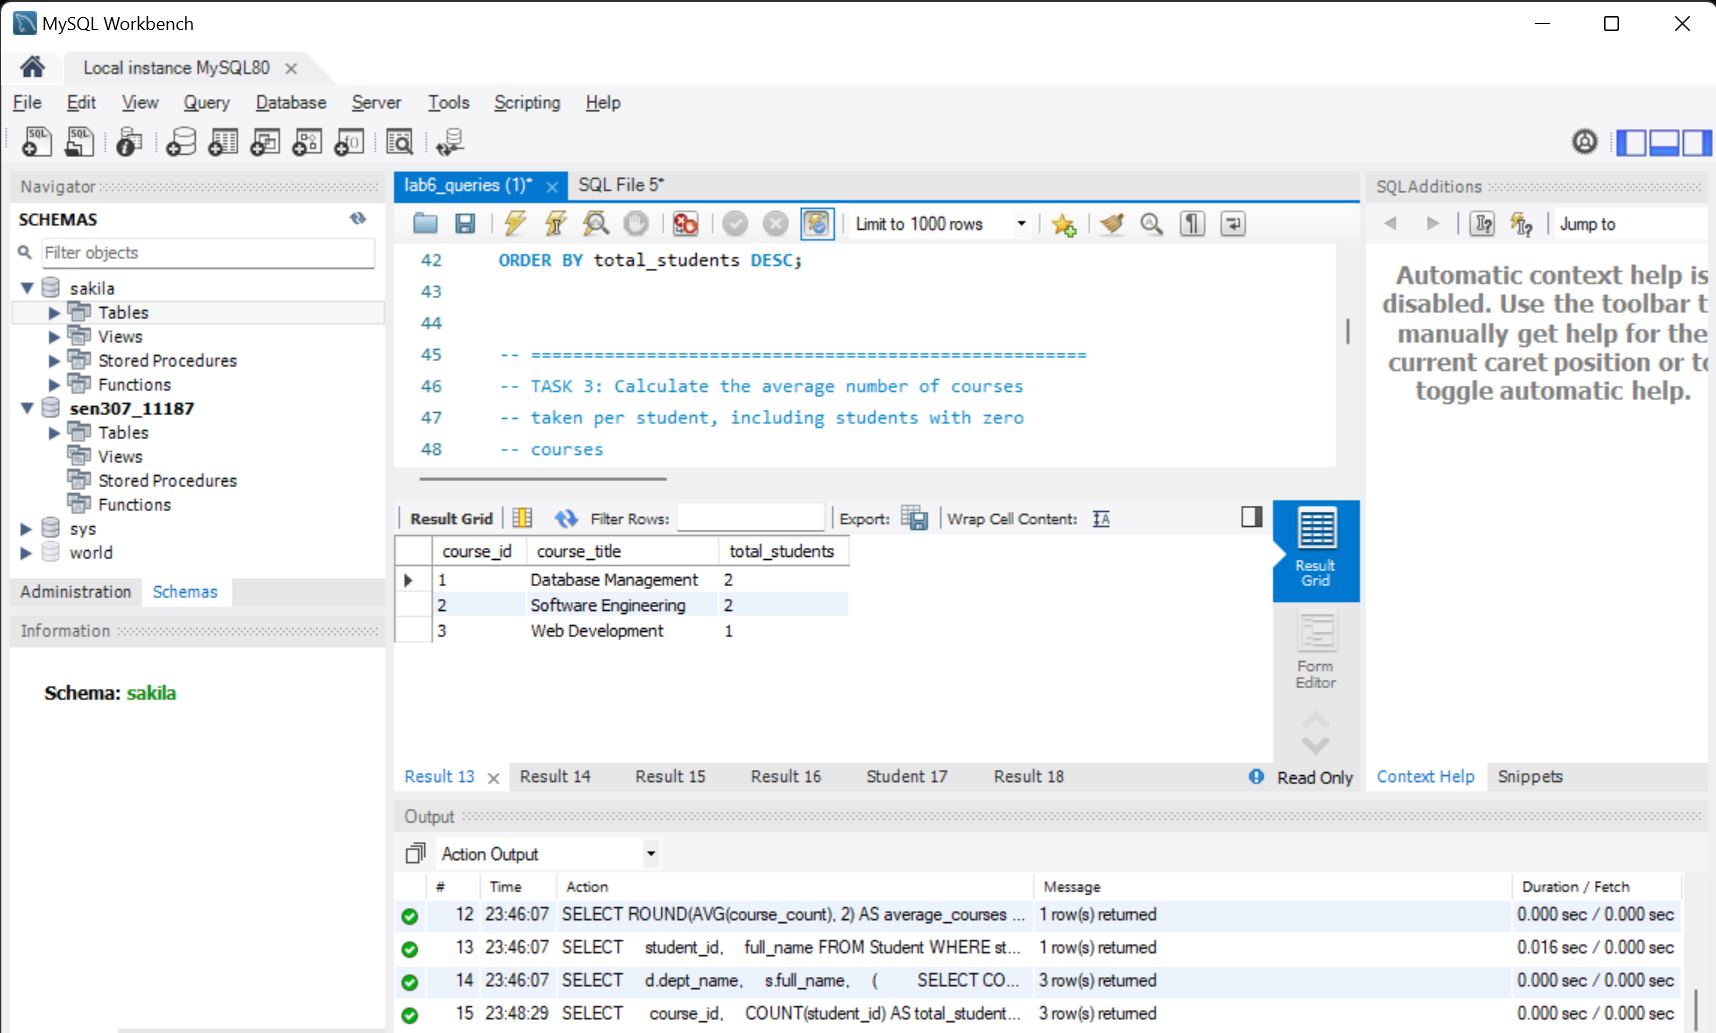 MySQL Workbench
Local instance MySQL80
File Edit View Query Database Server Tools Scripting Help
Navigator
SCHEMAS
Filter objects
sakila
Tables
Views
Stored Procedures
Functions
sen307_11187
Tables
Views
Stored Procedures
Functions
sys
world
Administration Schemas
Information
Schema: sakila
lab6_queries (1)* SQL File 5*
Limit to 1000 rows
42 ORDER BY total_students DESC;
43
44
45 -- =====================================================
46 -- TASK 3: Calculate the average number of courses
47 -- taken per student, including students with zero
48 -- courses
Result Grid Filter Rows: Export: Wrap Cell Content:
course_id course_title total_students
1 Database Management 2
2 Software Engineering 2
3 Web Development 1
Result Grid
Form Editor
Result 13 Result 14 Result 15 Result 16 Student 17 Result 18 Read Only
Output
Action Output
# Time Action Message Duration / Fetch
12 23:46:07 SELECT ROUND(AVG(course_count), 2) AS average_courses ... 1 row(s) returned 0.000 sec / 0.000 sec
13 23:46:07 SELECT student_id, full_name FROM Student WHERE st... 1 row(s) returned 0.016 sec / 0.000 sec
14 23:46:07 SELECT d.dept_name, s.full_name, ( SELECT CO... 3 row(s) returned 0.000 sec / 0.000 sec
15 23:48:29 SELECT course_id, COUNT(student_id) AS total_student... 3 row(s) returned 0.000 sec / 0.000 sec
SQLAdditions
Jump to
Automatic context help is
disabled. Use the toolbar t
manually get help for the
current caret position or to
toggle automatic help.
Context Help Snippets